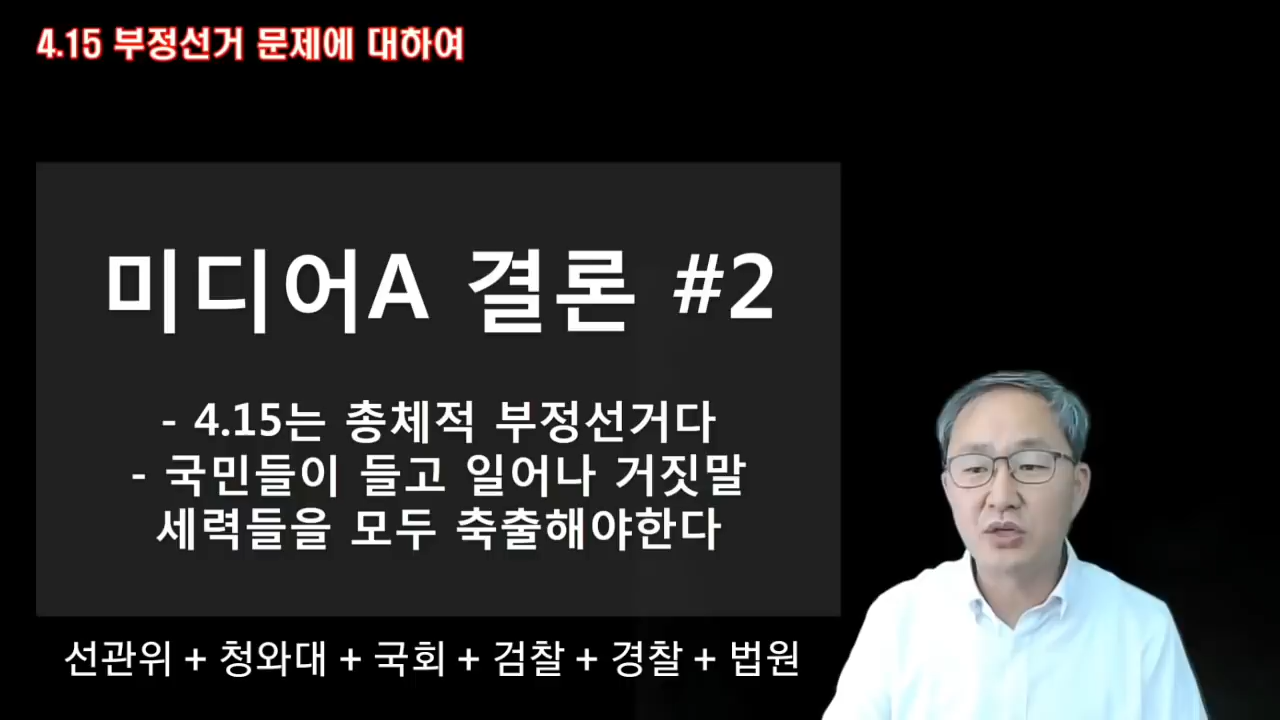 4.15 부정선거 문제에 대하여
미디어A 결론 #2
- 4.15는 총체적 부정선거다
- 국민들이 들고 일어나 거짓말
세력들을 모두 축출해야한다
선관위 + 청와대 + 국회 + 검찰 + 경찰 + 법원